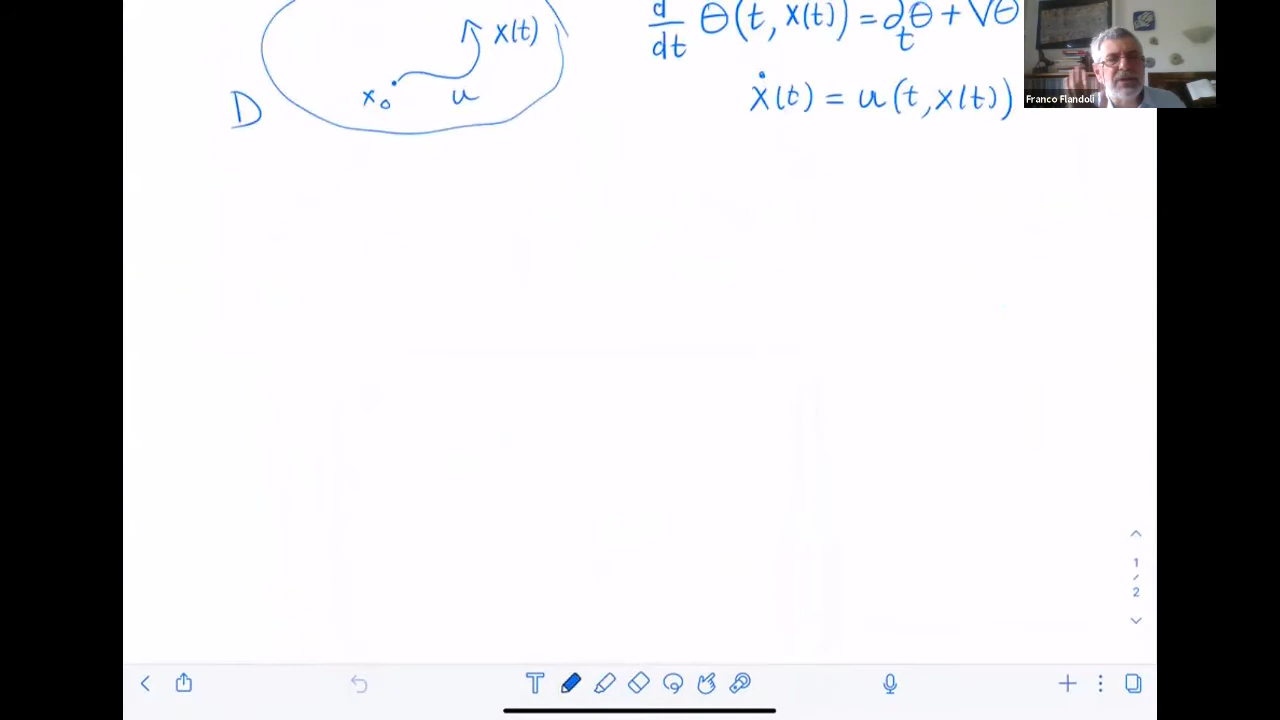 d/dt θ(t, x(t)) = ∂_t θ + ∇θ
x(t)
ẋ(t) = u(t, x(t))
x₀
u
D
Franco Flandoli
1
/
2
T